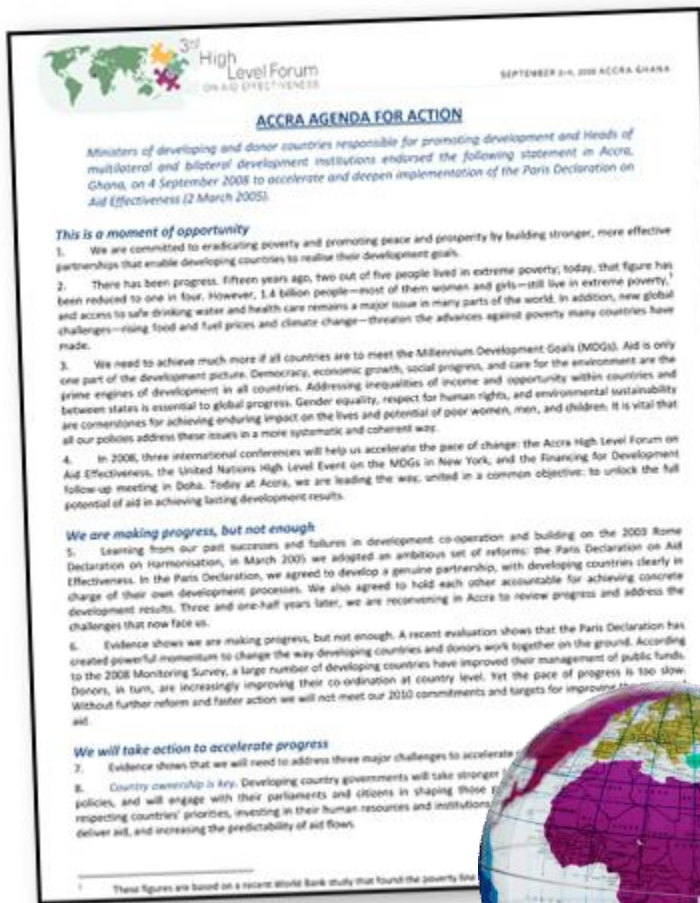 3rd
High
Level Forum
ON AID EFFECTIVENESS
SEPTEMBER 2-4, 2008 ACCRA GHANA
ACCRA AGENDA FOR ACTION
Ministers of developing and donor countries responsible for promoting development and Heads of
multilateral and bilateral development institutions endorsed the following statement in Accra,
Ghana, on 4 September 2008 to accelerate and deepen implementation of the Paris Declaration on
Aid Effectiveness (2 March 2005).
This is a moment of opportunity
1. We are committed to eradicating poverty and promoting peace and prosperity by building stronger, more effective
partnerships that enable developing countries to realise their development goals.
2. There has been progress. Fifteen years ago, two out of five people lived in extreme poverty; today, that figure has
been reduced to one in four. However, 1.4 billion people—most of them women and girls—still live in extreme poverty,1
and access to safe drinking water and health care remains a major issue in many parts of the world. In addition, new global
challenges—rising food and fuel prices and climate change—threaten the advances against poverty many countries have
made.
3. We need to achieve much more if all countries are to meet the Millennium Development Goals (MDGs). Aid is only
one part of the development picture. Democracy, economic growth, social progress, and care for the environment are the
prime engines of development in all countries. Addressing inequalities of income and opportunity within countries and
between states is essential to global progress. Gender equality, respect for human rights, and environmental sustainability
are cornerstones for achieving enduring impact on the lives and potential of poor women, men, and children. It is vital that
all our policies address these issues in a more systematic and coherent way.
4. In 2008, three international conferences will help us accelerate the pace of change: the Accra High Level Forum on
Aid Effectiveness, the United Nations High Level Event on the MDGs in New York, and the Financing for Development
follow-up meeting in Doha. Today at Accra, we are leading the way, united in a common objective: to unlock the full
potential of aid in achieving lasting development results.
We are making progress, but not enough
5. Learning from our past successes and failures in development co-operation and building on the 2003 Rome
Declaration on Harmonisation, in March 2005 we adopted an ambitious set of reforms: the Paris Declaration on Aid
Effectiveness. In the Paris Declaration, we agreed to develop a genuine partnership, with developing countries clearly in
charge of their own development processes. We also agreed to hold each other accountable for achieving concrete
development results. Three and one-half years later, we are reconvening in Accra to review progress and address the
challenges that now face us.
6. Evidence shows we are making progress, but not enough. A recent evaluation shows that the Paris Declaration has
created powerful momentum to change the way developing countries and donors work together on the ground. According
to the 2008 Monitoring Survey, a large number of developing countries have improved their management of public funds.
Donors, in turn, are increasingly improving their co-ordination at country level. Yet the pace of progress is too slow.
Without further reform and faster action we will not meet our 2010 commitments and targets for improving the
aid.
We will take action to accelerate progress
7. Evidence shows that we will need to address three major challenges to accelerate
8. Country ownership is key. Developing country governments will take stronger
policies, and will engage with their parliaments and citizens in shaping those
respecting countries' priorities, investing in their human resources and institutions,
deliver aid, and increasing the predictability of aid flows.
1 These figures are based on a recent World Bank study that found the poverty line